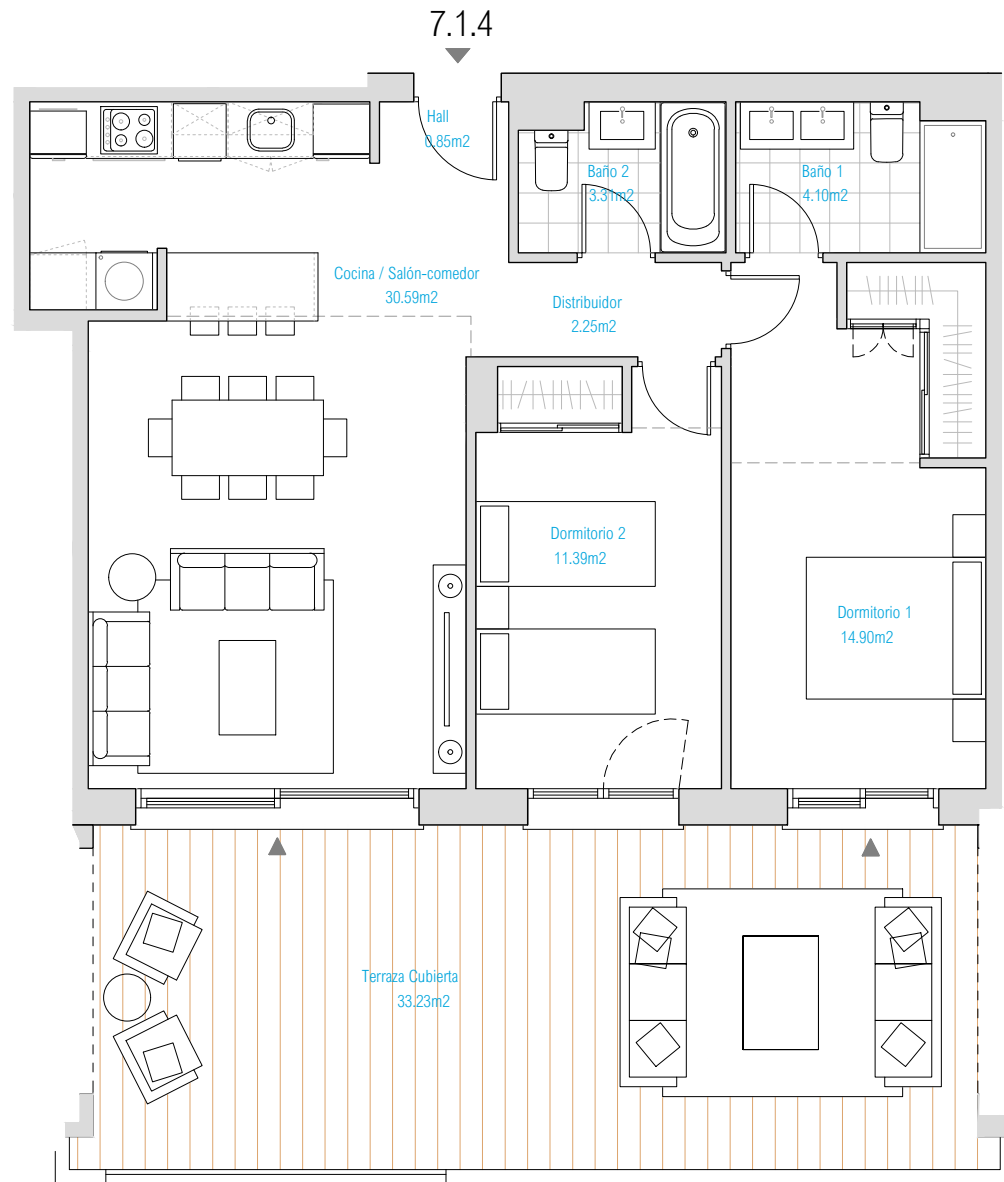 7.1.4
Hall
0.85m2
Baño 2
3.31m2
Baño 1
4.10m2
Cocina / Salón-comedor
30.59m2
Distribuidor
2.25m2
Dormitorio 2
11.39m2
Dormitorio 1
14.90m2
Terraza Cubierta
33.23m2